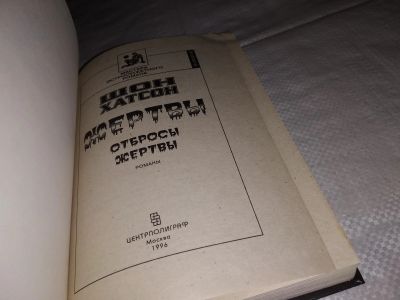 ШОН
ХАТСОН
ЖЕРТВЫ
ОТБРОСЫ
ЖЕРТВЫ
РОМАНЫ
ЦЕНТРПОЛИГРАФ
Москва
1996